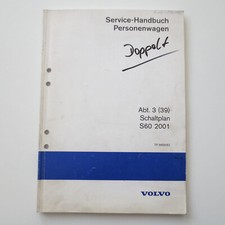 Service-Handbuch
Personenwagen
Doppelt
Abt. 3 (39)
Schaltplan
S60 2001
VOLVO